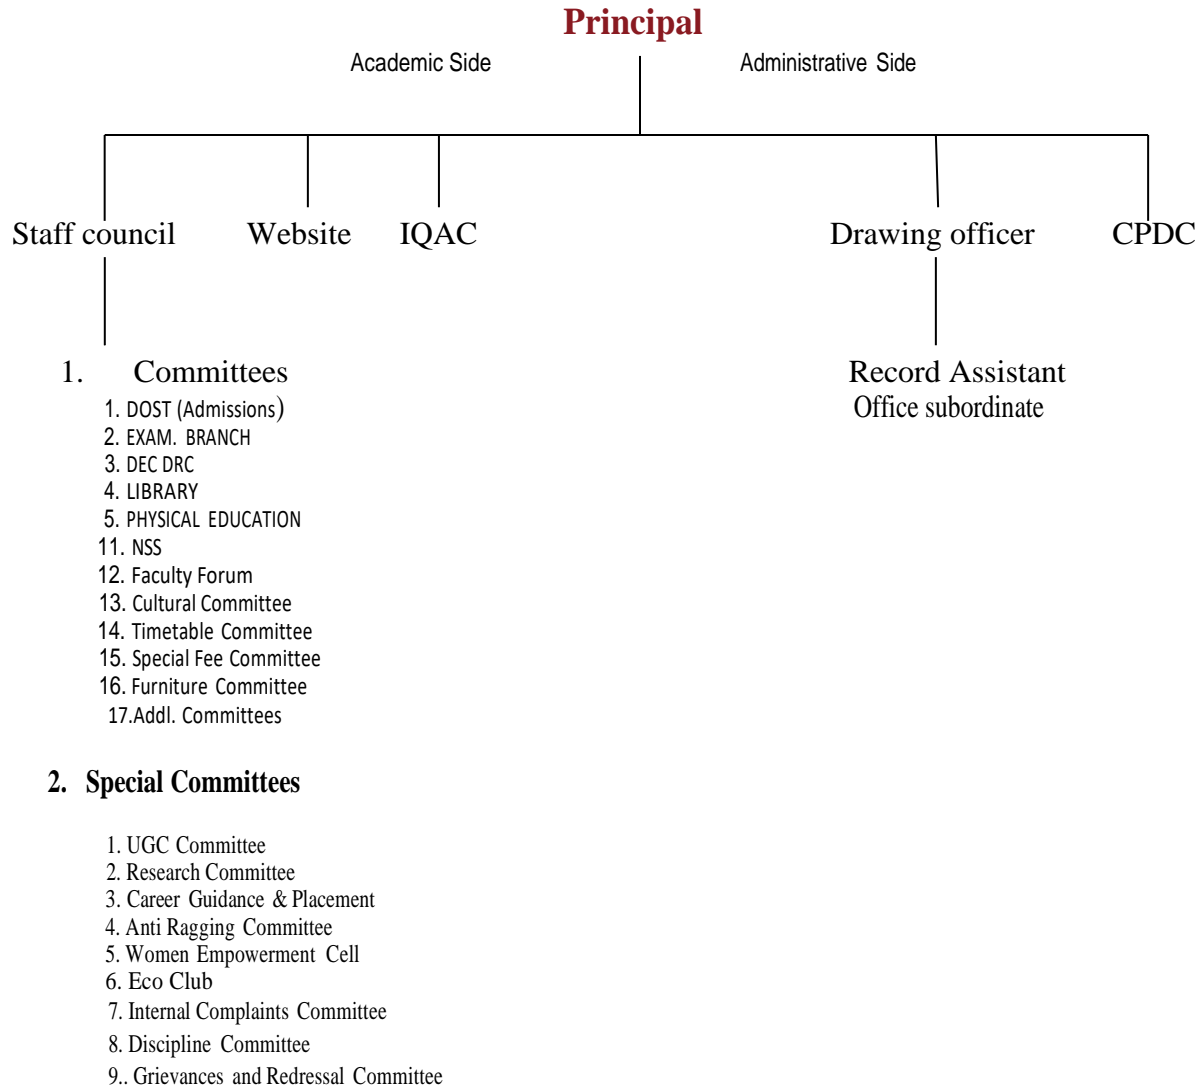 Principal
Academic Side Administrative Side
Staff council Website IQAC Drawing officer CPDC
1. Committees Record Assistant
1. DOST (Admissions) Office subordinate
2. EXAM. BRANCH
3. DEC DRC
4. LIBRARY
5. PHYSICAL EDUCATION
11. NSS
12. Faculty Forum
13. Cultural Committee
14. Timetable Committee
15. Special Fee Committee
16. Furniture Committee
17.Addl. Committees
2. Special Committees
1. UGC Committee
2. Research Committee
3. Career Guidance & Placement
4. Anti Ragging Committee
5. Women Empowerment Cell
6. Eco Club
7. Internal Complaints Committee
8. Discipline Committee
9.. Grievances and Redressal Committee